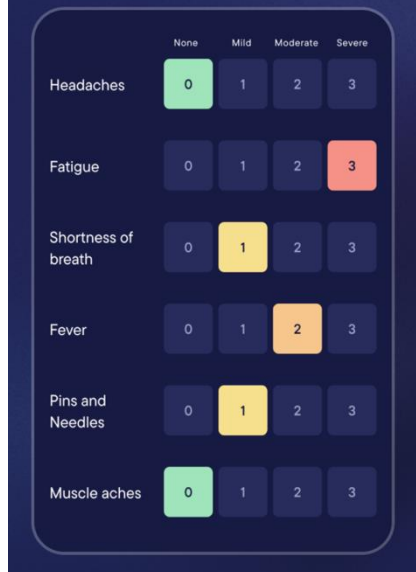 None Mild Moderate Severe
Headaches 0 1 2 3
Fatigue 0 1 2 3
Shortness of
breath 0 1 2 3
Fever 0 1 2 3
Pins and
Needles 0 1 2 3
Muscle aches 0 1 2 3